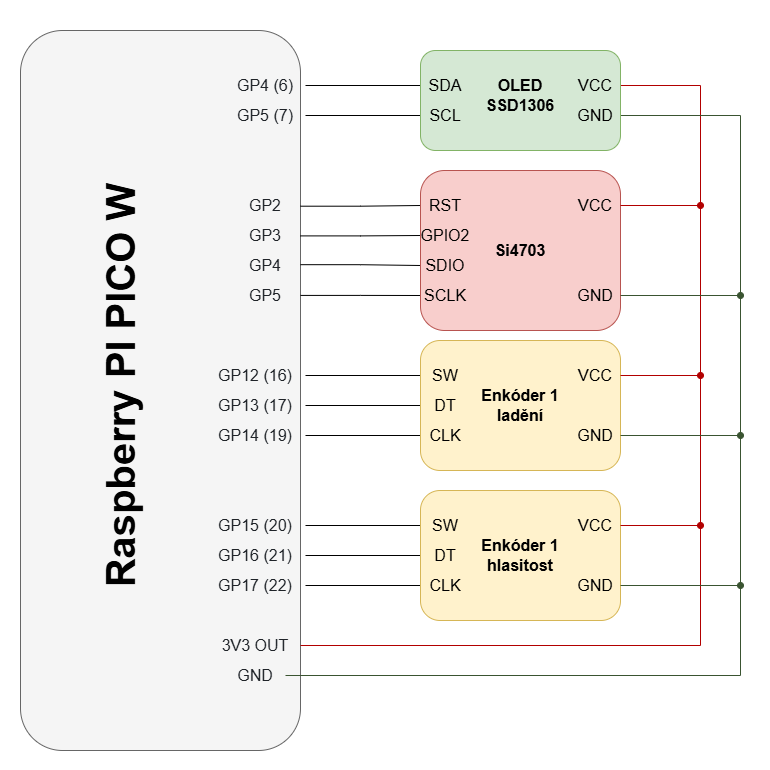 Raspberry PI PICO W
GP4 (6)
SDA
OLED
SSD1306
VCC
GP5 (7)
SCL
GND
GP2
RST
VCC
GP3
GPIO2
Si4703
GP4
SDIO
GP5
SCLK
GND
GP12 (16)
SW
Enkóder 1
ladění
VCC
GP13 (17)
DT
GP14 (19)
CLK
GND
GP15 (20)
SW
Enkóder 1
hlasitost
VCC
GP16 (21)
DT
GP17 (22)
CLK
GND
3V3 OUT
GND